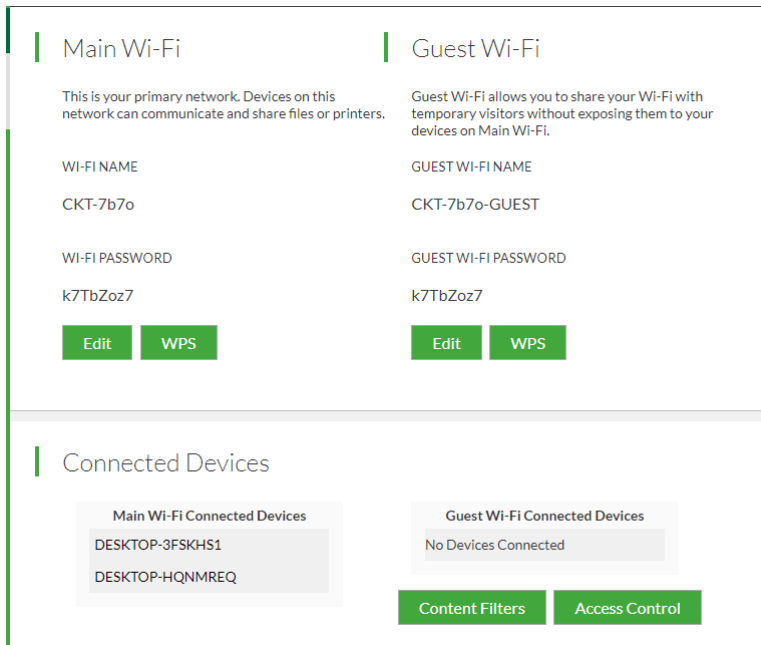 Main Wi-Fi
This is your primary network. Devices on this
network can communicate and share files or printers.
WI-FI NAME
CKT-7b7o
WI-FI PASSWORD
k7TbZoz7
Edit
WPS
Guest Wi-Fi
Guest Wi-Fi allows you to share your Wi-Fi with
temporary visitors without exposing them to your
devices on Main Wi-Fi.
GUEST WI-FI NAME
CKT-7b7o-GUEST
GUEST WI-FI PASSWORD
k7TbZoz7
Edit
WPS
Connected Devices
Main Wi-Fi Connected Devices
DESKTOP-3FSKHS1
DESKTOP-HQNMREQ
Guest Wi-Fi Connected Devices
No Devices Connected
Content Filters
Access Control